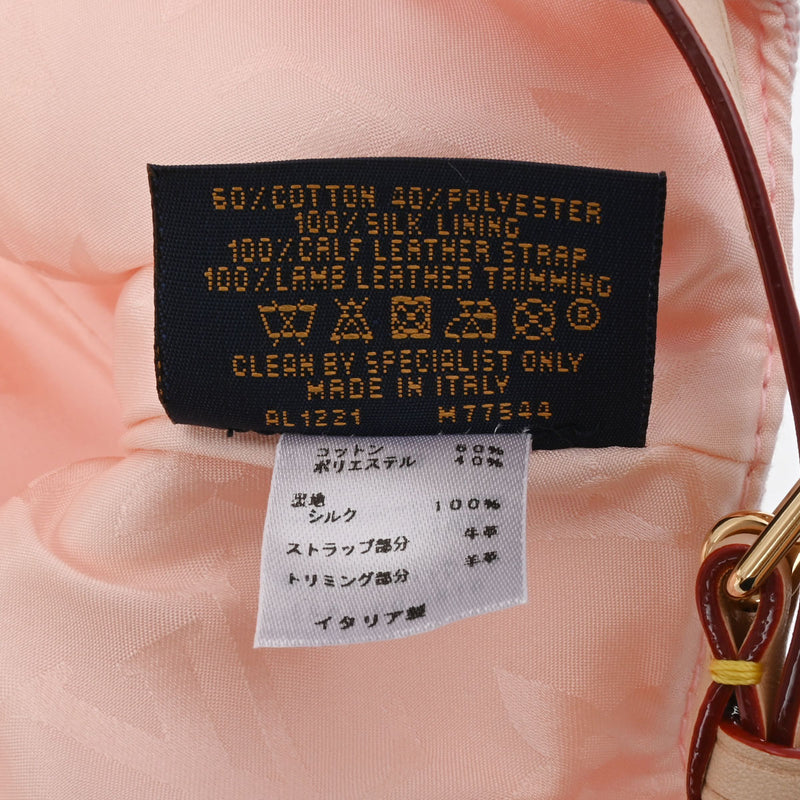 60%COTTON 40%POLYESTER
100%SILK LINING
100%CALF LEATHER STRAP
100%LAMB LEATHER TRIMMING
®
CLEAN BY SPECIALIST ONLY
MADE IN ITALY
AL1221 M77544
コットン 60%
ポリエステル 40%
シルク 100%
ストラップ部分 牛革
トリミング部分 羊革
イタリア製